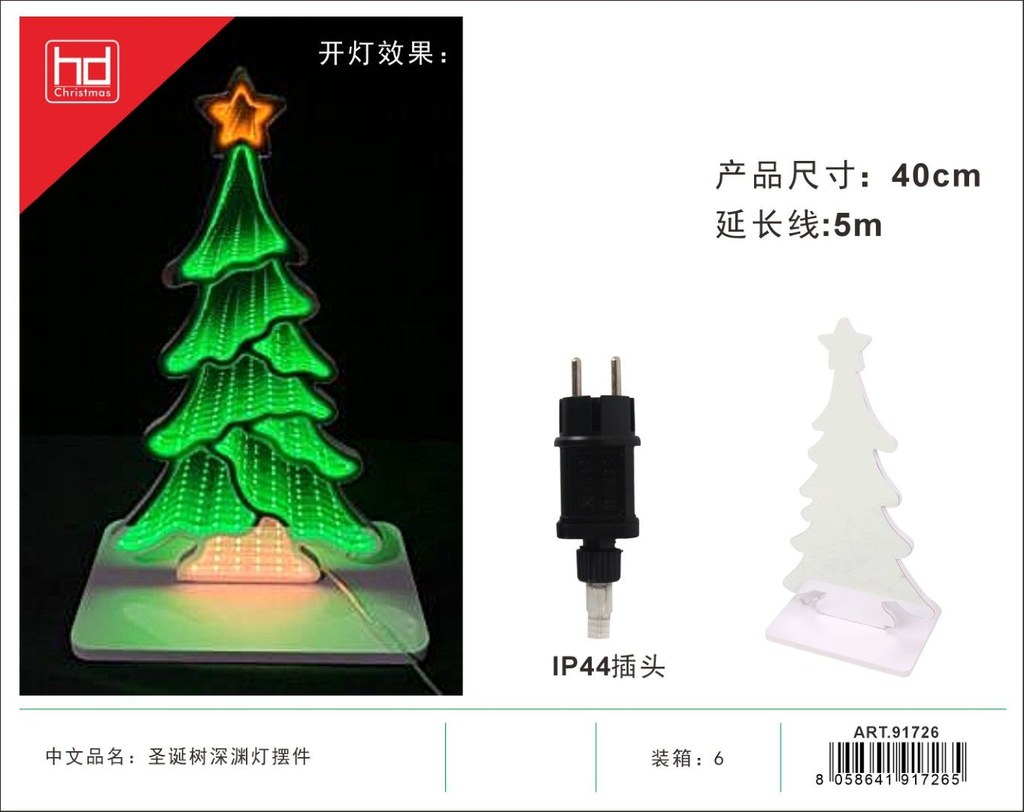 hd
Christmas
开灯效果：
产品尺寸：40cm
延长线:5m
IP44插头
中文品名：圣诞树深渊灯摆件
装箱：6
ART.91726
8 058641 917265